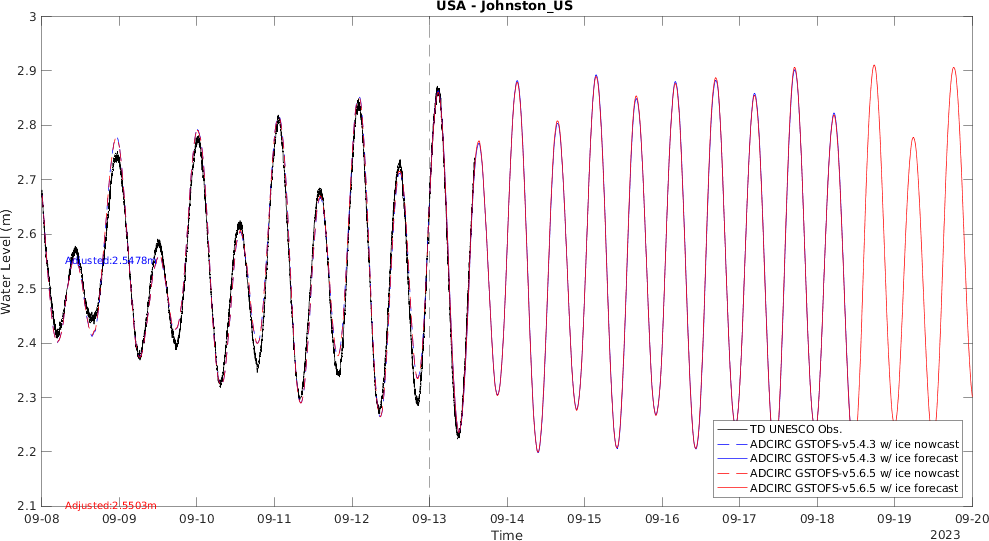 USA - Johnston_US
3
2.9
2.8
2.7
2.6
2.5
2.4
2.3
2.2
2.1
Water Level (m)
Adjusted:2.5478m
Adjusted:2.5503m
TD UNESCO Obs.
ADCIRC GSTOFS-v5.4.3 w/ ice nowcast
ADCIRC GSTOFS-v5.4.3 w/ ice forecast
ADCIRC GSTOFS-v5.6.5 w/ ice nowcast
ADCIRC GSTOFS-v5.6.5 w/ ice forecast
09-08 09-09 09-10 09-11 09-12 09-13 09-14 09-15 09-16 09-17 09-18 09-19 09-20
Time
2023